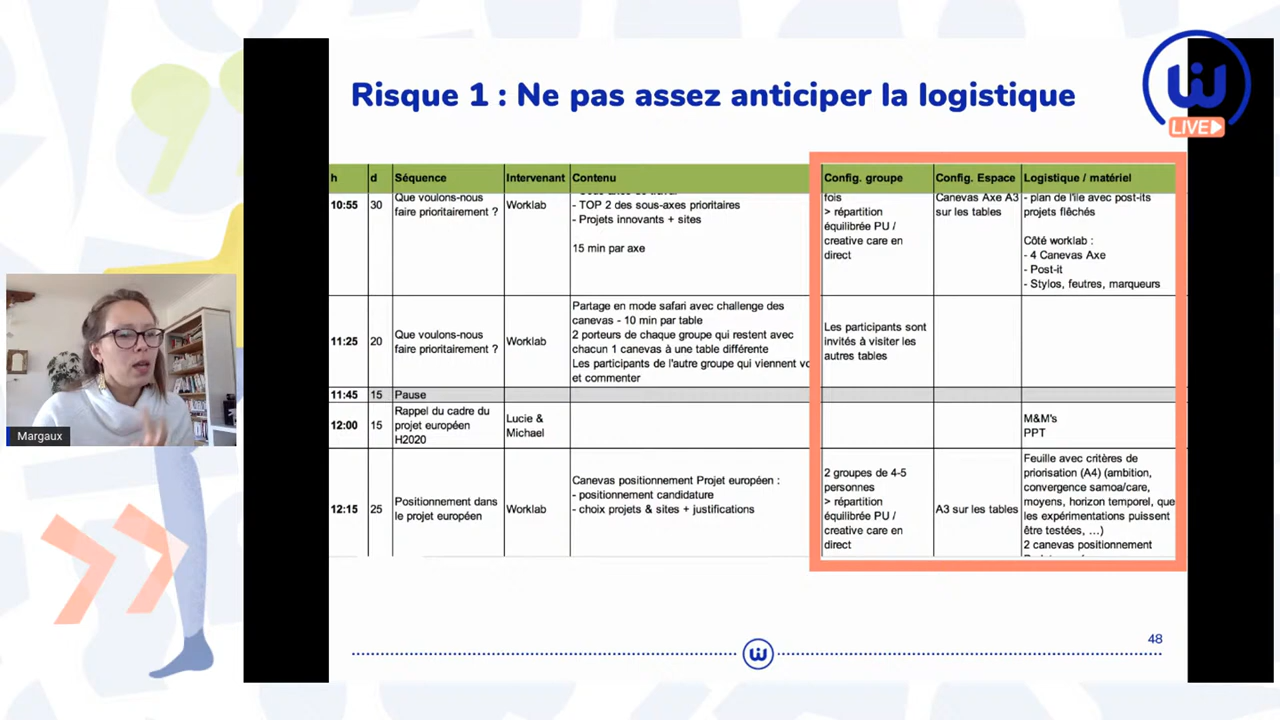 Risque 1 : Ne pas assez anticiper la logistique
LIVE
h d Séquence Intervenant Contenu Config. groupe Config. Espace Logistique / matériel
10:55
30
Que voulons-nous
faire prioritairement ?
Worklab
- TOP 2 des sous-axes prioritaires
- Projets innovants + sites
15 min par axe
fois
> répartition
équilibrée PU /
creative care en
direct
Canevas Axe A3
sur les tables
- plan de l'île avec post-its
projets flêchés
Côté worklab :
- 4 Canevas Axe
- Post-it
- Stylos, feutres, marqueurs
11:25
20
Que voulons-nous
faire prioritairement ?
Worklab
Partage en mode safari avec challenge des
canevas - 10 min par table
2 porteurs de chaque groupe qui restent avec
chacun 1 canevas à une table différente
Les participants de l'autre groupe qui viennent vo
et commenter
Les participants sont
invités à visiter les
autres tables
11:45
15
Pause
12:00
15
Rappel du cadre du
projet européen
H2020
Lucie &
Michael
M&M's
PPT
12:15
25
Positionnement dans
le projet européen
Worklab
Canevas positionnement Projet européen :
- positionnement candidature
- choix projets & sites + justifications
2 groupes de 4-5
personnes
> répartition
équilibrée PU /
creative care en
direct
A3 sur les tables
Feuille avec critères de
priorisation (A4) (ambition,
convergence samoa/care,
moyens, horizon temporel, que
les expérimentations puissent
être testées, ...)
2 canevas positionnement
Margaux
48